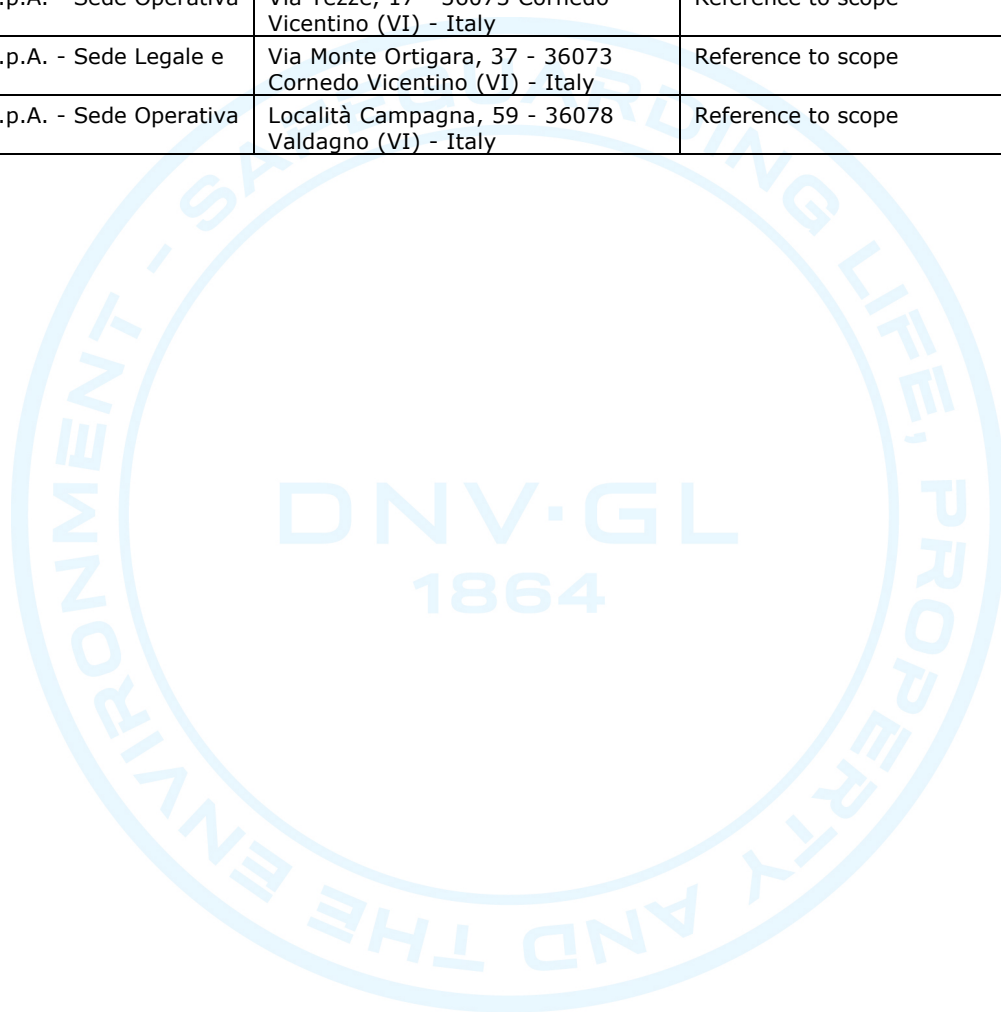 .p.A. - Sede Operativa Via Tezze, 17 - 36073 Cornedo Reference to scope
Vicentino (VI) - Italy
.p.A. - Sede Legale e Via Monte Ortigara, 37 - 36073 Reference to scope
Cornedo Vicentino (VI) - Italy
.p.A. - Sede Operativa Località Campagna, 59 - 36078 Reference to scope
Valdagno (VI) - Italy
SAFEGUARDING LIFE, PROPERTY AND THE ENVIRONMENT -
DNV·GL
1864